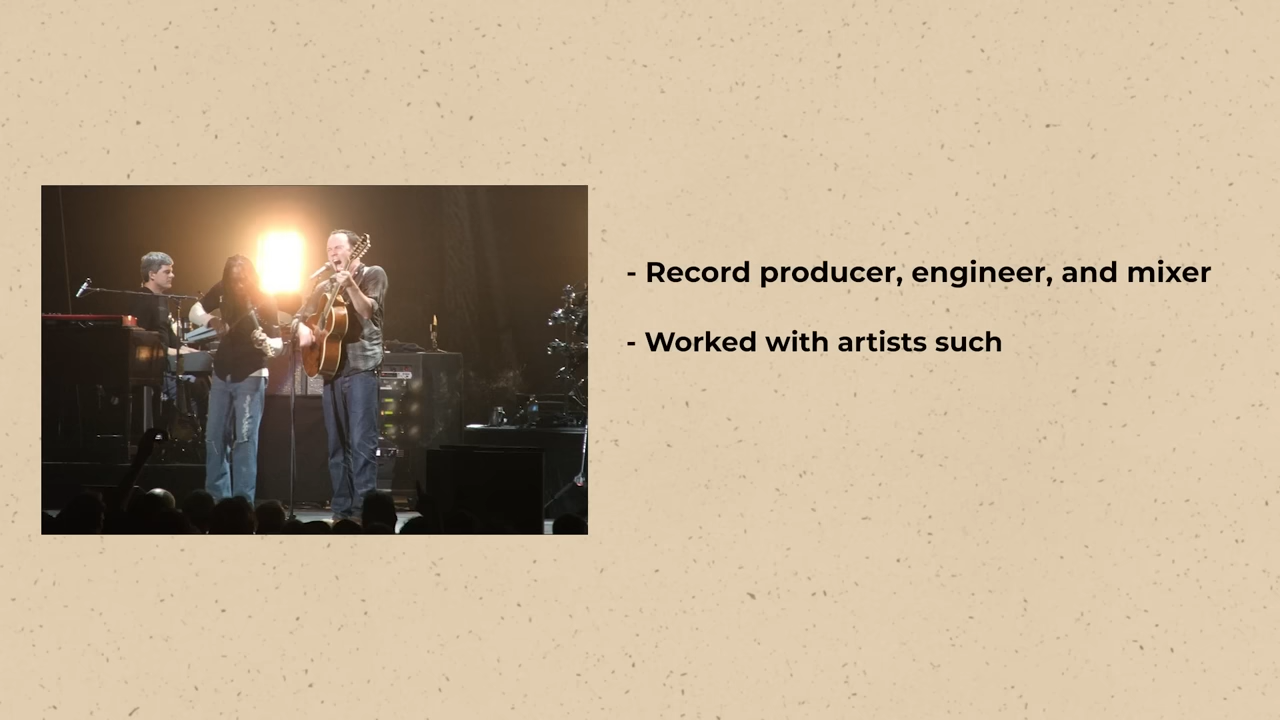 - Record producer, engineer, and mixer
- Worked with artists such